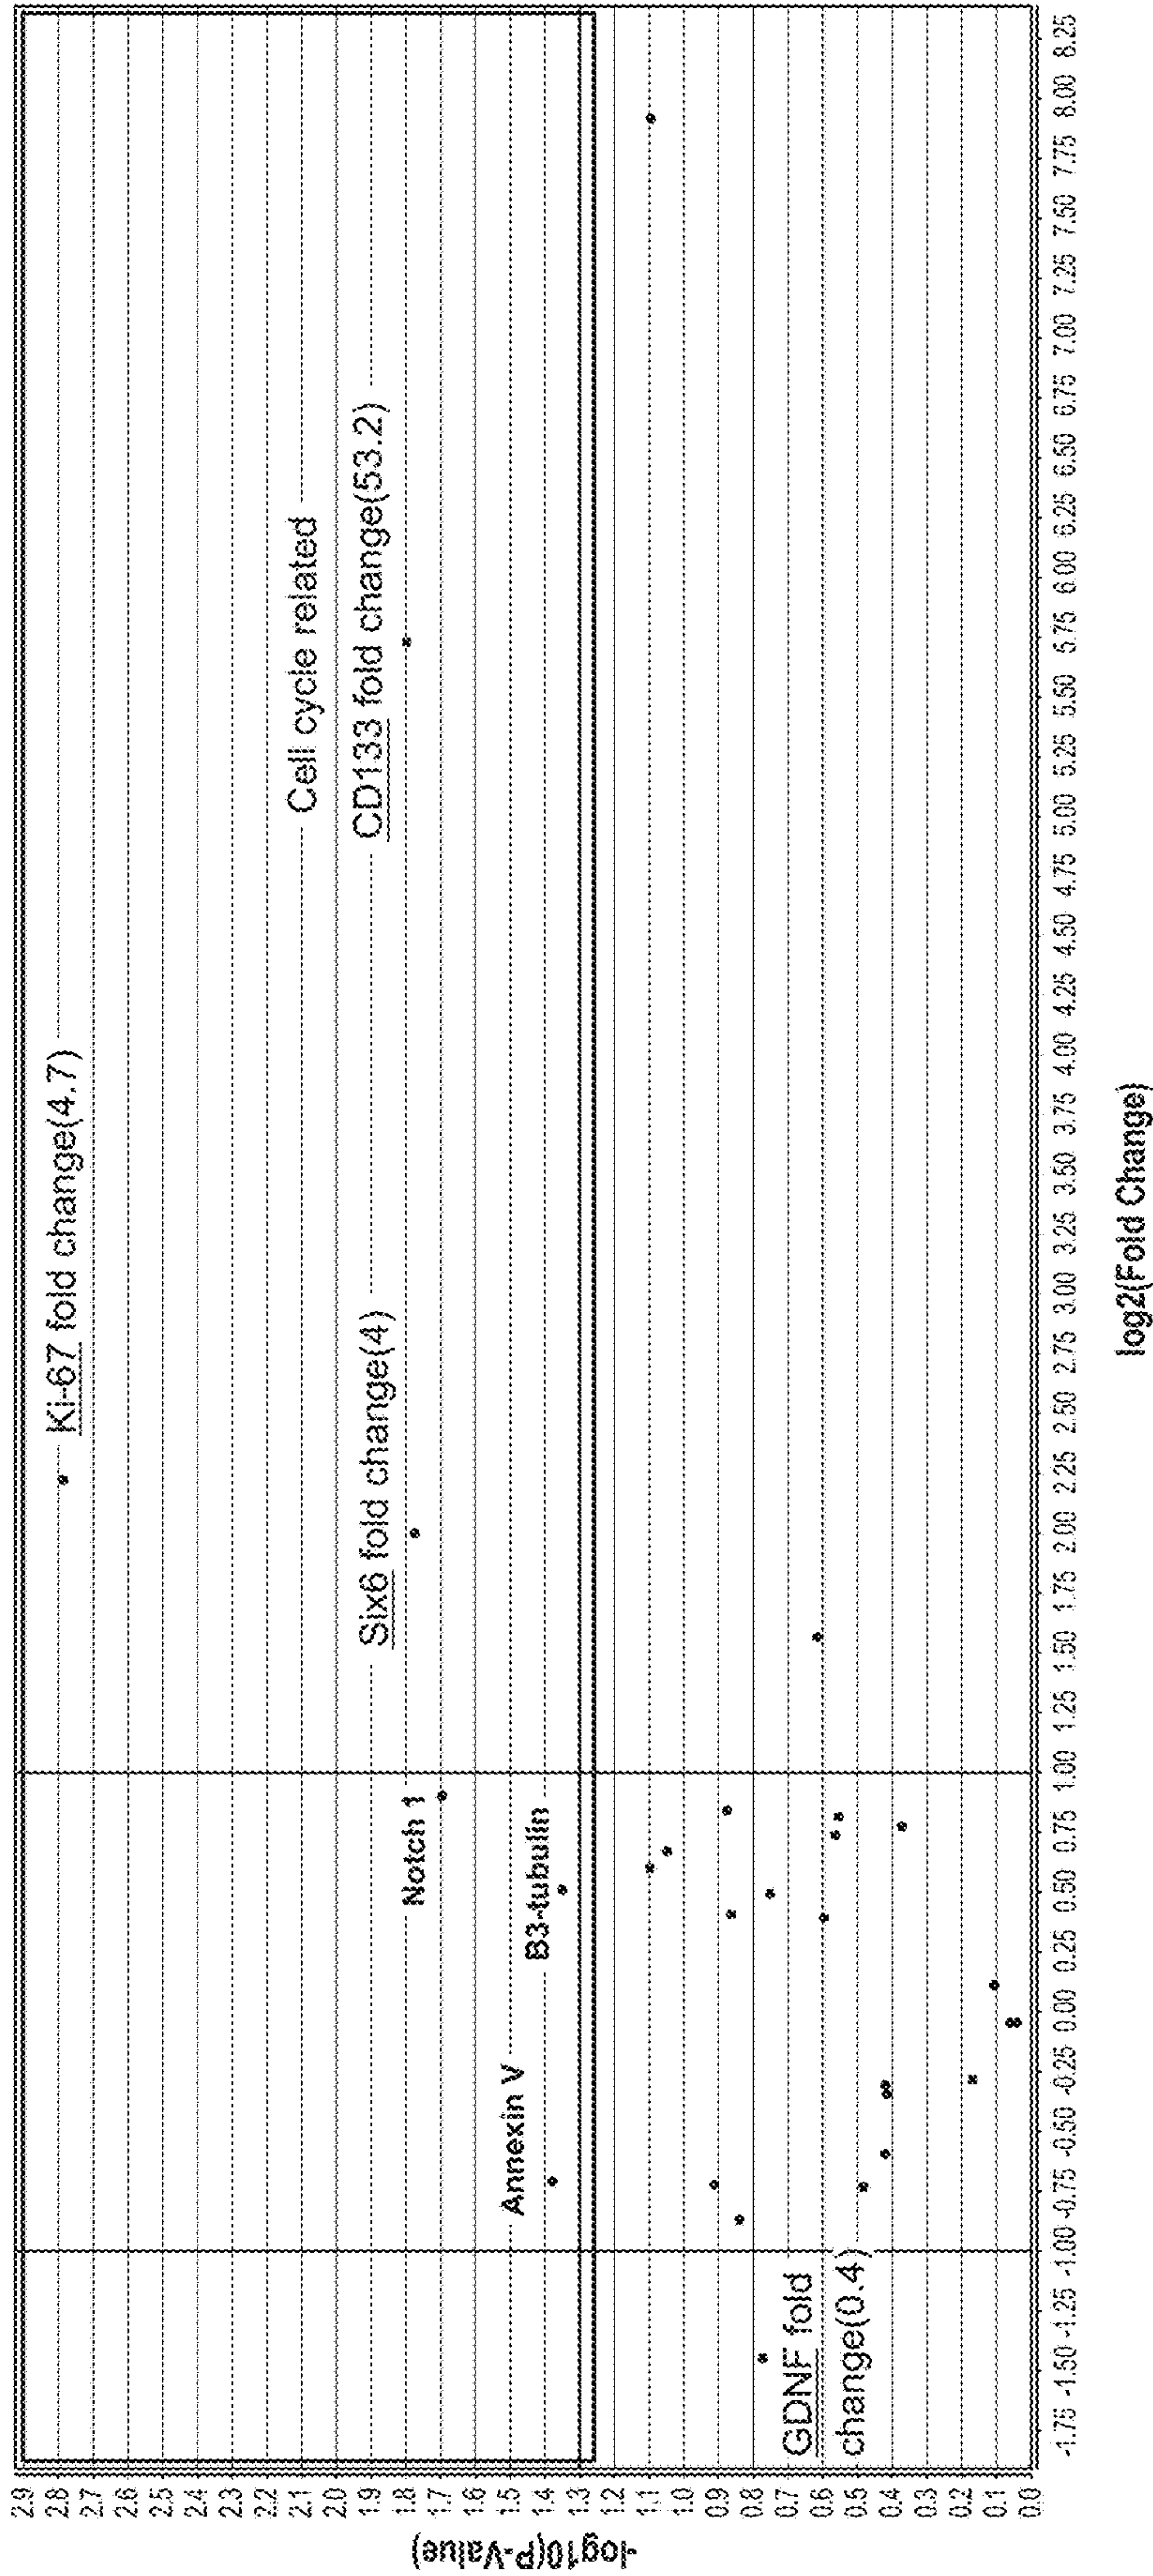 -log10(P-Value)
2.9
2.8
2.7
2.6
2.5
2.4
2.3
2.2
2.1
2.0
1.9
1.8
1.7
1.6
1.5
1.4
1.3
1.2
1.1
1.0
0.9
0.8
0.7
0.6
0.5
0.4
0.3
0.2
0.1
0.0
Ki-67 fold change(4.7)
Cell cycle related
CD133 fold change(53.2)
Six6 fold change(4)
Notch 1
Annexin V
B3-tubulin
GDNF fold
change(0.4)
-1.75 -1.50 -1.25 -1.00 -0.75 -0.50 -0.25 0.00 0.25 0.50 0.75 1.00 1.25 1.50 1.75 2.00 2.25 2.50 2.75 3.00 3.25 3.50 3.75 4.00 4.25 4.50 4.75 5.00 5.25 5.50 5.75 6.00 6.25 6.50 6.75 7.00 7.25 7.50 7.75 8.00 8.25
log2(Fold Change)